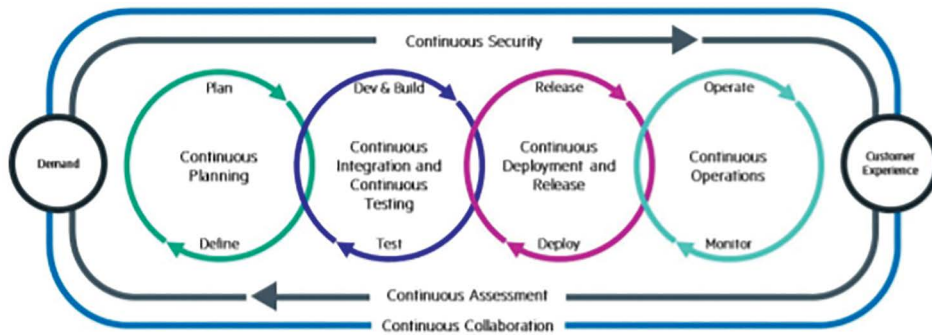 Continuous Security
Plan
Dev & Build
Release
Operate
Demand
Continuous
Planning
Continuous
Integration and
Continuous
Testing
Continuous
Deployment and
Release
Continuous
Operations
Customer
Experience
Define
Test
Deploy
Monitor
Continuous Assessment
Continuous Collaboration